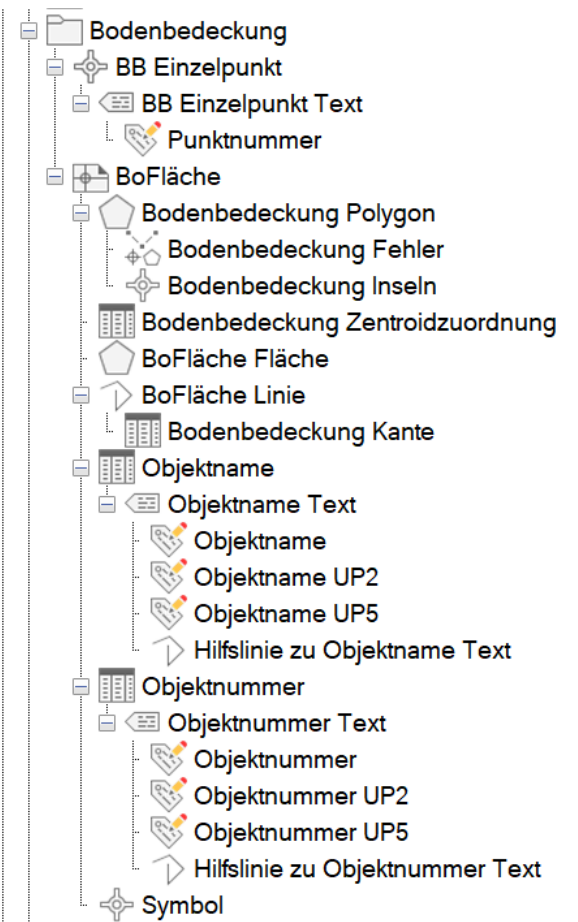 Bodenbedeckung
BB Einzelpunkt
BB Einzelpunkt Text
Punktnummer
BoFläche
Bodenbedeckung Polygon
Bodenbedeckung Fehler
Bodenbedeckung Inseln
Bodenbedeckung Zentroidzuordnung
BoFläche Fläche
BoFläche Linie
Bodenbedeckung Kante
Objektname
Objektname Text
Objektname
Objektname UP2
Objektname UP5
Hilfslinie zu Objektname Text
Objektnummer
Objektnummer Text
Objektnummer
Objektnummer UP2
Objektnummer UP5
Hilfslinie zu Objektnummer Text
Symbol